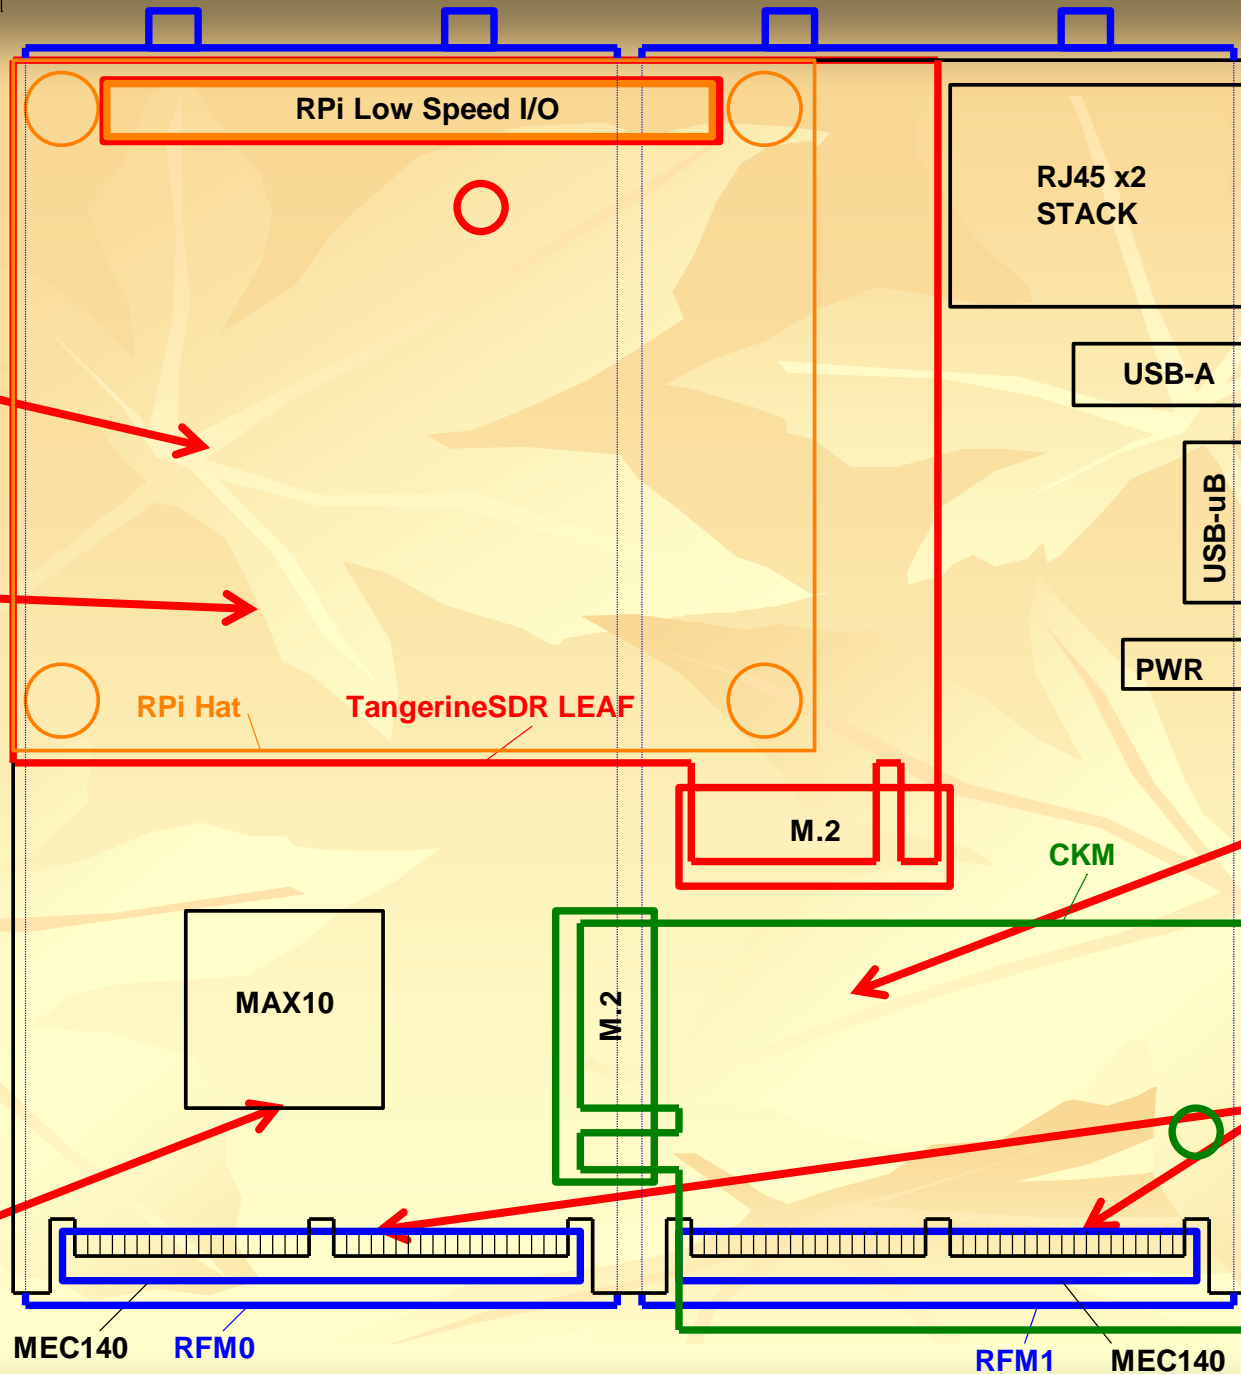 RPi Low Speed I/O
RJ45 x2
STACK
USB-A
USB-uB
PWR
RPi Hat
TangerineSDR LEAF
M.2
CKM
MAX10
M.2
MEC140
RFM0
RFM1
MEC140